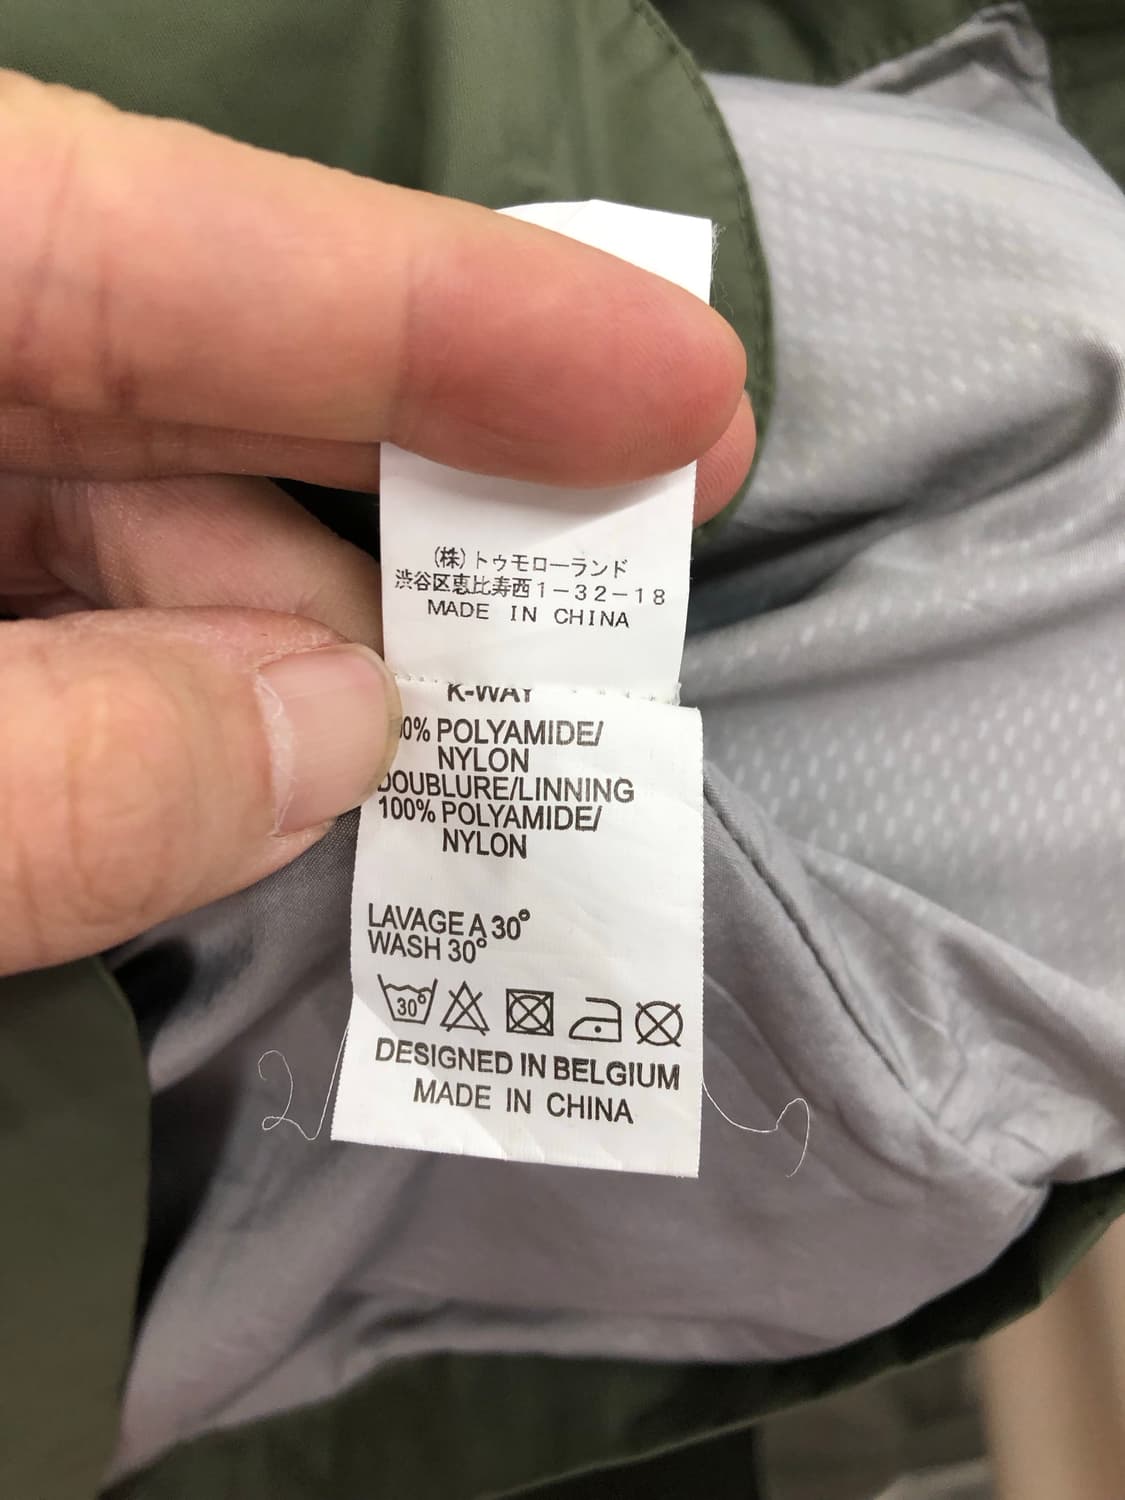 (株)トゥモローランド
渋谷区恵比寿西1-32-18
MADE IN CHINA
K-WAY
POLYAMIDE/
NYLON
DOUBLURE/LINNING
100% POLYAMIDE/
NYLON
LAVAGE A 30°
WASH 30°
30°
DESIGNED IN BELGIUM
MADE IN CHINA